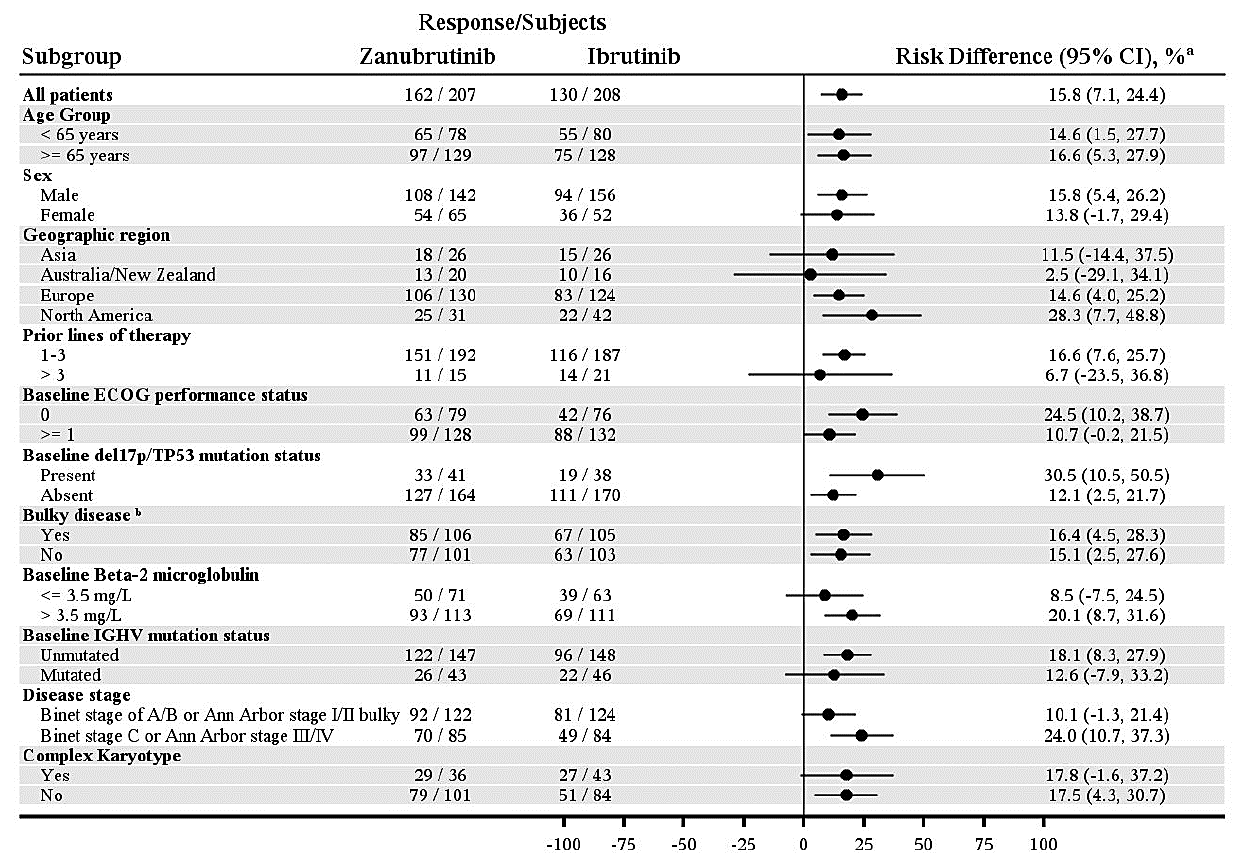 Response/Subjects
Subgroup Zanubrutinib Ibrutinib Risk Difference (95% CI), %ᵃ
All patients 162 / 207 130 / 208 15.8 (7.1, 24.4)
Age Group
< 65 years 65 / 78 55 / 80 14.6 (1.5, 27.7)
>= 65 years 97 / 129 75 / 128 16.6 (5.3, 27.9)
Sex
Male 108 / 142 94 / 156 15.8 (5.4, 26.2)
Female 54 / 65 36 / 52 13.8 (-1.7, 29.4)
Geographic region
Asia 18 / 26 15 / 26 11.5 (-14.4, 37.5)
Australia/New Zealand 13 / 20 10 / 16 2.5 (-29.1, 34.1)
Europe 106 / 130 83 / 124 14.6 (4.0, 25.2)
North America 25 / 31 22 / 42 28.3 (7.7, 48.8)
Prior lines of therapy
1-3 151 / 192 116 / 187 16.6 (7.6, 25.7)
> 3 11 / 15 14 / 21 6.7 (-23.5, 36.8)
Baseline ECOG performance status
0 63 / 79 42 / 76 24.5 (10.2, 38.7)
>= 1 99 / 128 88 / 132 10.7 (-0.2, 21.5)
Baseline del17p/TP53 mutation status
Present 33 / 41 19 / 38 30.5 (10.5, 50.5)
Absent 127 / 164 111 / 170 12.1 (2.5, 21.7)
Bulky disease ᵇ
Yes 85 / 106 67 / 105 16.4 (4.5, 28.3)
No 77 / 101 63 / 103 15.1 (2.5, 27.6)
Baseline Beta-2 microglobulin
<= 3.5 mg/L 50 / 71 39 / 63 8.5 (-7.5, 24.5)
> 3.5 mg/L 93 / 113 69 / 111 20.1 (8.7, 31.6)
Baseline IGHV mutation status
Unmutated 122 / 147 96 / 148 18.1 (8.3, 27.9)
Mutated 26 / 43 22 / 46 12.6 (-7.9, 33.2)
Disease stage
Binet stage of A/B or Ann Arbor stage I/II bulky 92 / 122 81 / 124 10.1 (-1.3, 21.4)
Binet stage C or Ann Arbor stage III/IV 70 / 85 49 / 84 24.0 (10.7, 37.3)
Complex Karyotype
Yes 29 / 36 27 / 43 17.8 (-1.6, 37.2)
No 79 / 101 51 / 84 17.5 (4.3, 30.7)
-100 -75 -50 -25 0 25 50 75 100